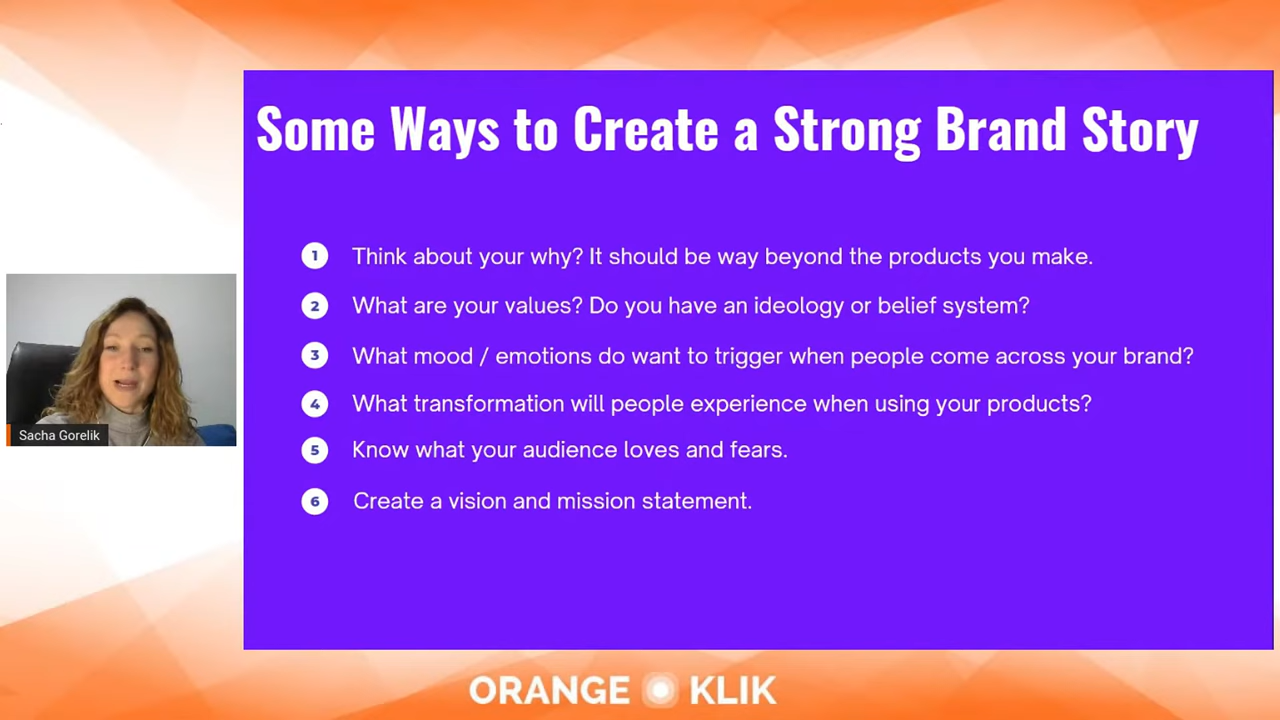 Some Ways to Create a Strong Brand Story
1 Think about your why? It should be way beyond the products you make.
2 What are your values? Do you have an ideology or belief system?
3 What mood / emotions do want to trigger when people come across your brand?
4 What transformation will people experience when using your products?
5 Know what your audience loves and fears.
6 Create a vision and mission statement.
Sacha Gorelik
ORANGE KLIK